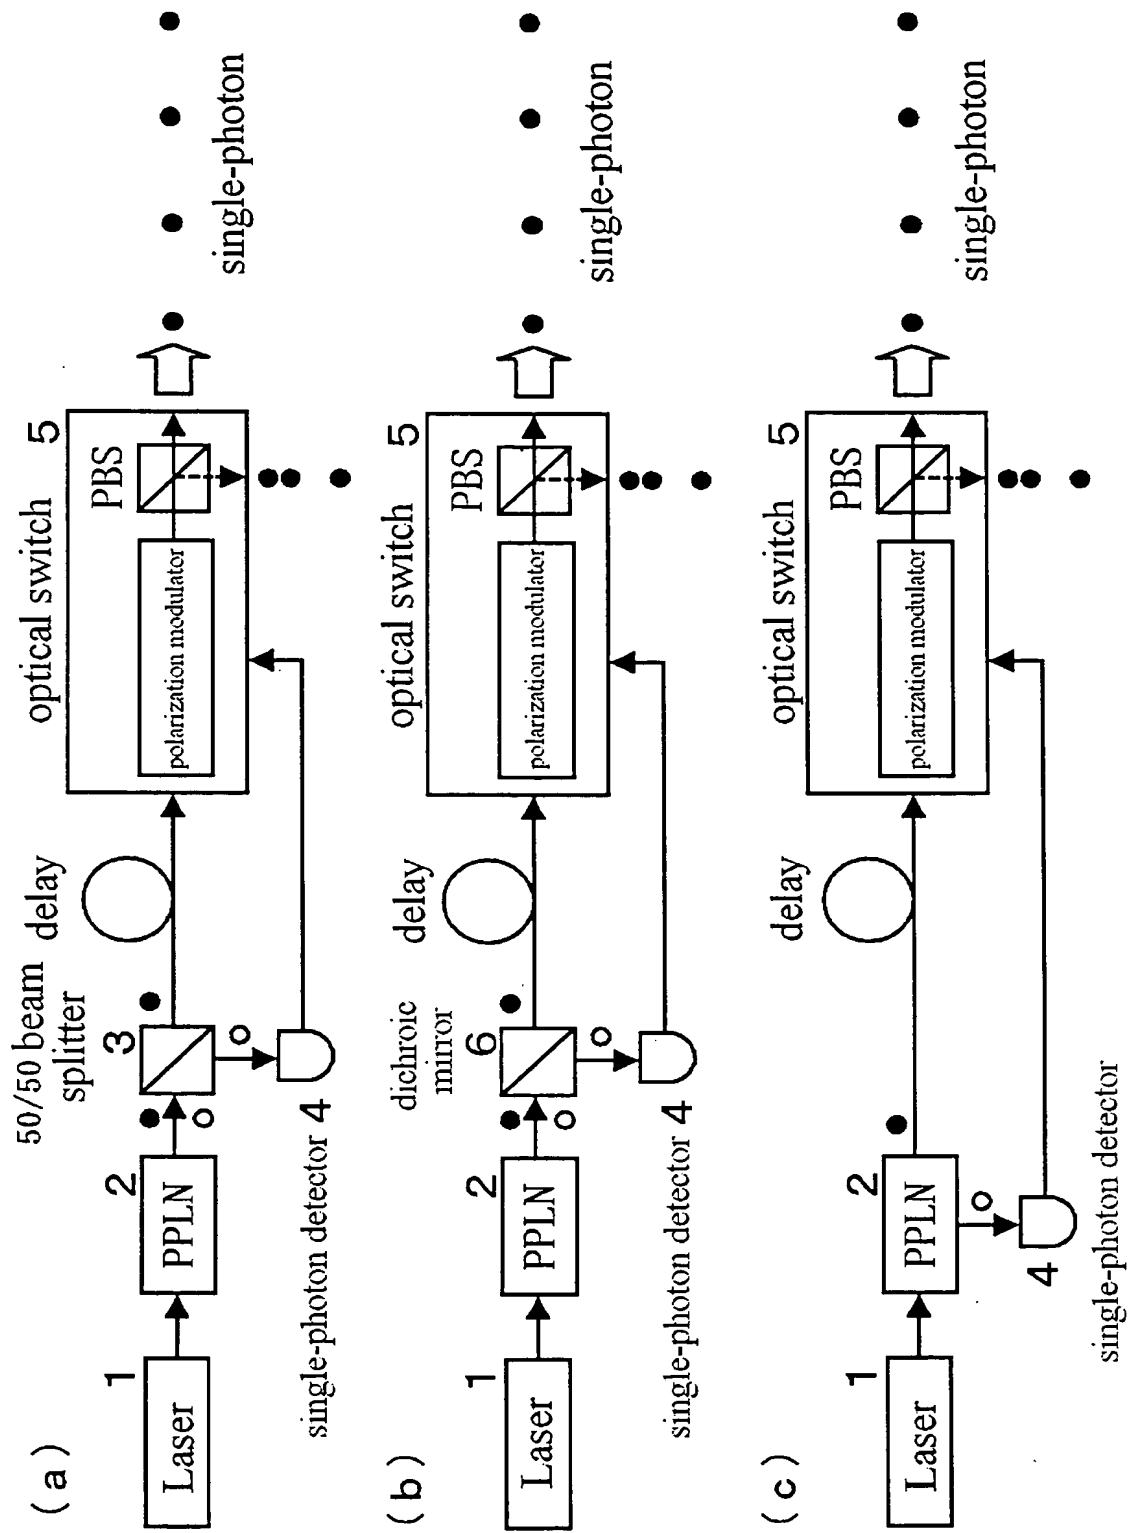 (a)
50/50 beam
splitter
delay
optical switch
5
PBS
polarization modulator
1
Laser
2
PPLN
3
single-photon detector 4
single-photon
(b)
dichroic
mirror
delay
optical switch
5
PBS
polarization modulator
1
Laser
2
PPLN
6
single-photon detector 4
single-photon
(c)
delay
optical switch
5
PBS
polarization modulator
1
Laser
2
PPLN
4
single-photon detector
single-photon